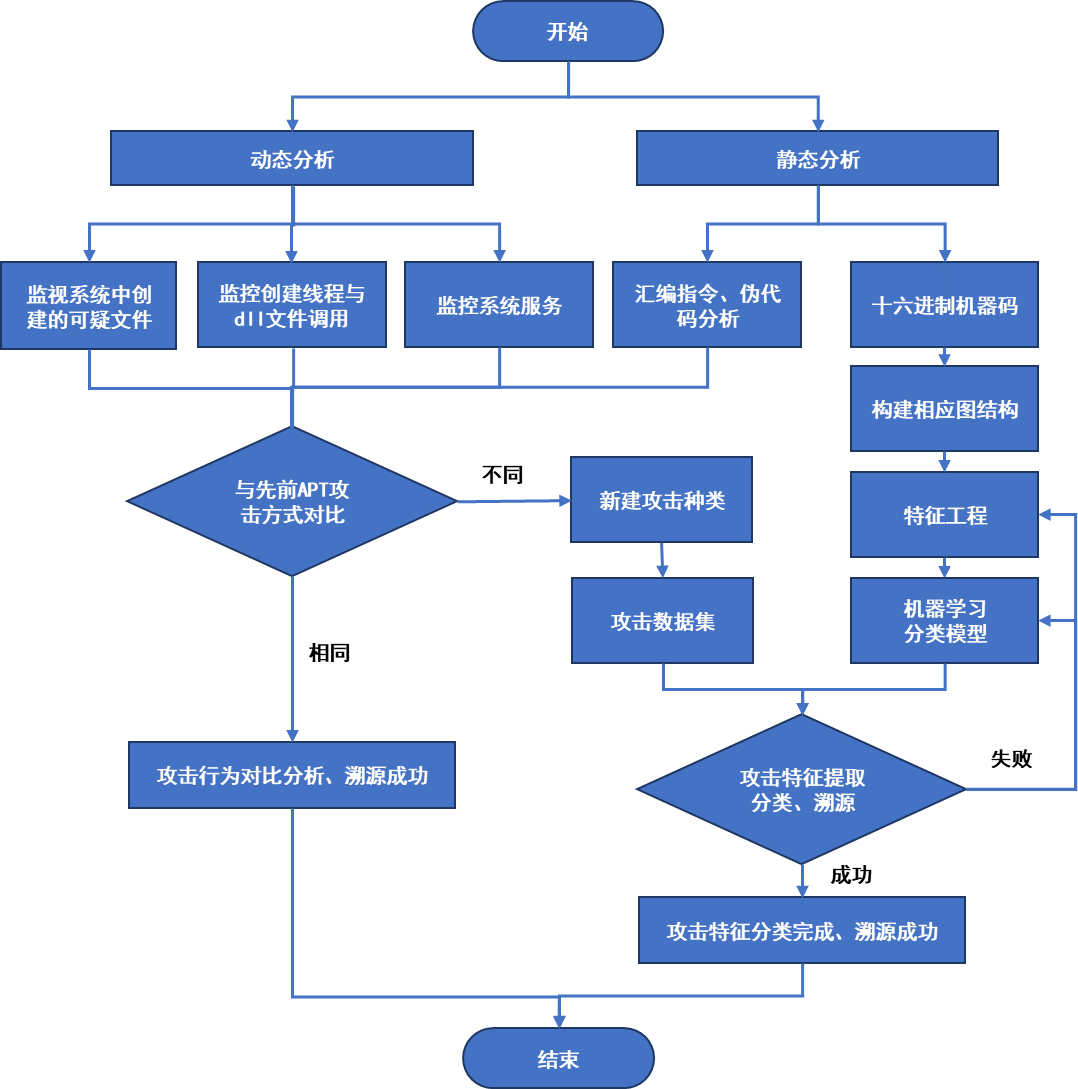 开始
动态分析
静态分析
监视系统中创
建的可疑文件
监控创建线程与
dll文件调用
监控系统服务
汇编指令、伪代
码分析
十六进制机器码
构建相应图结构
与先前APT攻
击方式对比
不同
新建攻击种类
特征工程
攻击数据集
机器学习
分类模型
相同
攻击行为对比分析、溯源成功
攻击特征提取
分类、溯源
失败
成功
攻击特征分类完成、溯源成功
结束